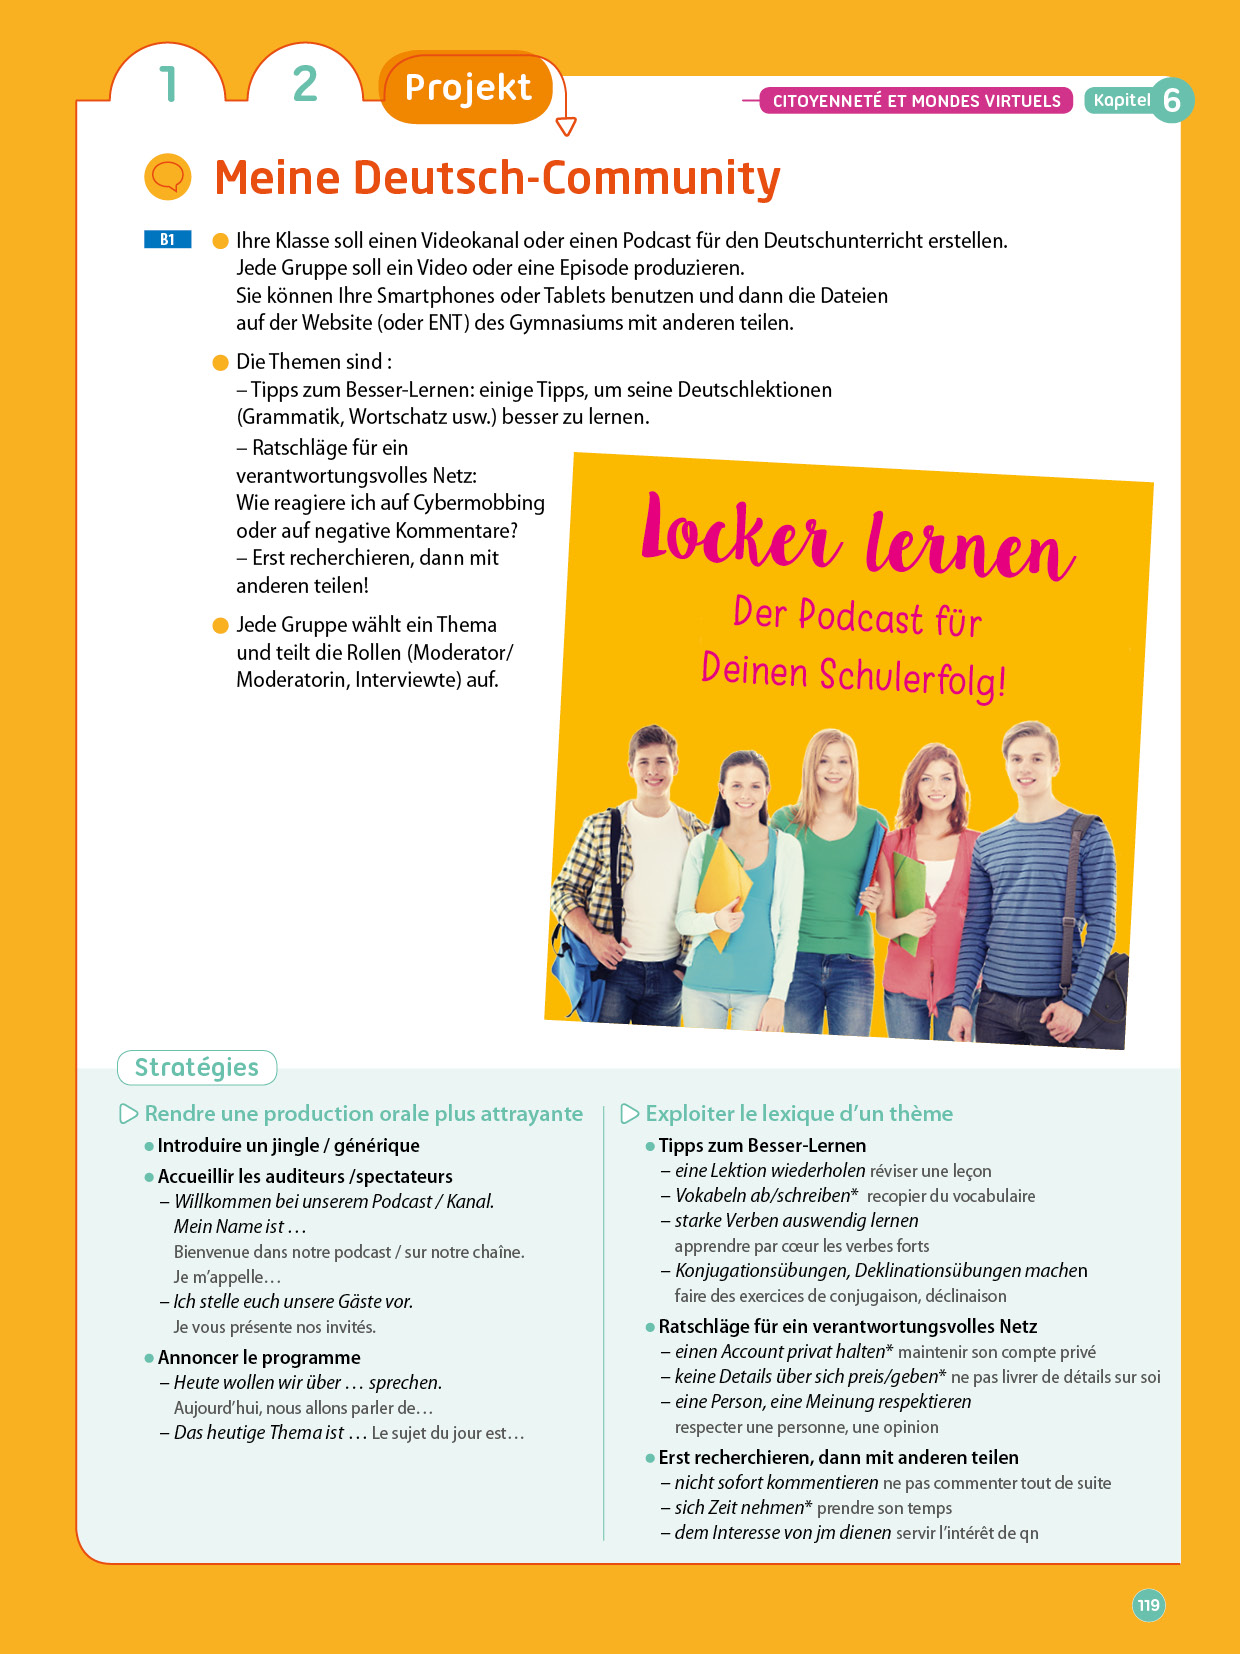 1
2
Projekt
CITOYENNETÉ ET MONDES VIRTUELS
Kapitel 6
Meine Deutsch-Community
B1
Ihre Klasse soll einen Videokanal oder einen Podcast für den Deutschunterricht erstellen.
Jede Gruppe soll ein Video oder eine Episode produzieren.
Sie können Ihre Smartphones oder Tablets benutzen und dann die Dateien
auf der Website (oder ENT) des Gymnasiums mit anderen teilen.
Die Themen sind :
– Tipps zum Besser-Lernen: einige Tipps, um seine Deutschlektionen
(Grammatik, Wortschatz usw.) besser zu lernen.
– Ratschläge für ein
verantwortungsvolles Netz:
Wie reagiere ich auf Cybermobbing
oder auf negative Kommentare?
– Erst recherchieren, dann mit
anderen teilen!
Jede Gruppe wählt ein Thema
und teilt die Rollen (Moderator/
Moderatorin, Interviewte) auf.
Locker lernen
Der Podcast für
Deinen Schulerfolg!
Stratégies
Rendre une production orale plus attrayante
• Introduire un jingle / générique
• Accueillir les auditeurs /spectateurs
– Willkommen bei unserem Podcast / Kanal.
Mein Name ist …
Bienvenue dans notre podcast / sur notre chaîne.
Je m'appelle…
– Ich stelle euch unsere Gäste vor.
Je vous présente nos invités.
• Annoncer le programme
– Heute wollen wir über … sprechen.
Aujourd'hui, nous allons parler de…
– Das heutige Thema ist … Le sujet du jour est…
Exploiter le lexique d'un thème
• Tipps zum Besser-Lernen
– eine Lektion wiederholen réviser une leçon
– Vokabeln ab/schreiben* recopier du vocabulaire
– starke Verben auswendig lernen
apprendre par cœur les verbes forts
– Konjugationsübungen, Deklinationsübungen machen
faire des exercices de conjugaison, déclinaison
• Ratschläge für ein verantwortungsvolles Netz
– einen Account privat halten* maintenir son compte privé
– keine Details über sich preis/geben* ne pas livrer de détails sur soi
– eine Person, eine Meinung respektieren
respecter une personne, une opinion
• Erst recherchieren, dann mit anderen teilen
– nicht sofort kommentieren ne pas commenter tout de suite
– sich Zeit nehmen* prendre son temps
– dem Interesse von jm dienen servir l'intérêt de qn
119